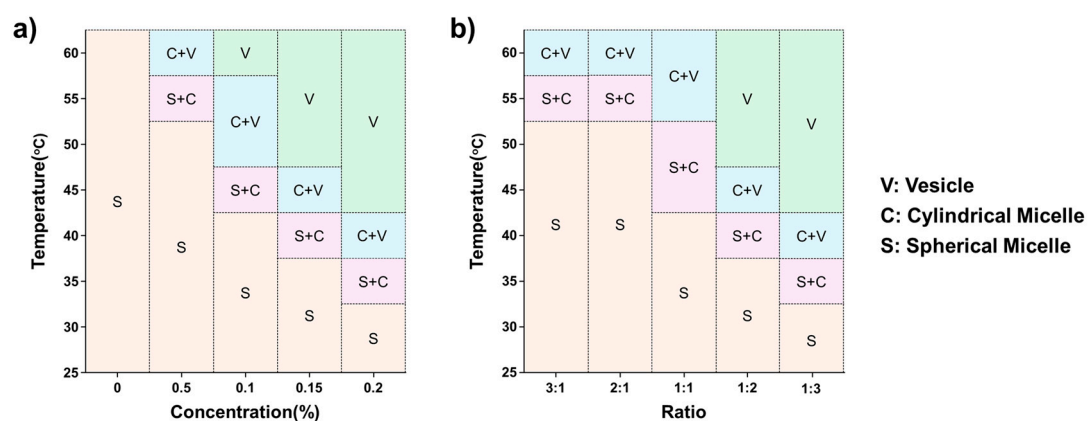 a)
Temperature(°C)
60
55
50
45
40
35
30
25
S
C+V
S+C
S
V
C+V
S+C
S
V
C+V
S+C
S
V
C+V
S+C
S
0
0.5
0.1
0.15
0.2
Concentration(%)
b)
Temperature(°C)
60
55
50
45
40
35
30
25
C+V
S+C
S
C+V
S+C
S
C+V
S+C
S
V
C+V
S+C
S
V
C+V
S+C
S
3:1
2:1
1:1
1:2
1:3
Ratio
V: Vesicle
C: Cylindrical Micelle
S: Spherical Micelle